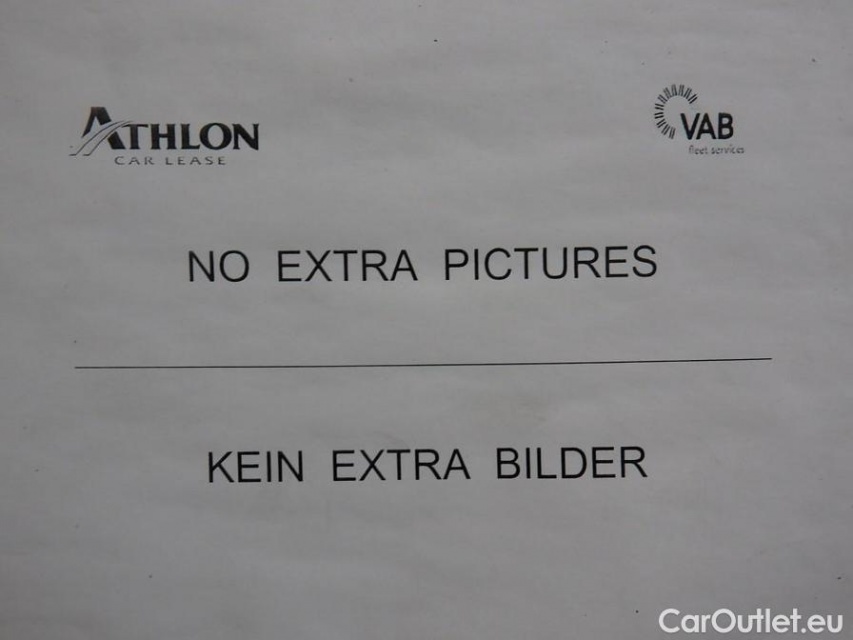 ATHLON
CAR LEASE
VAB
fleet services
NO EXTRA PICTURES
KEIN EXTRA BILDER
CarOutlet.eu